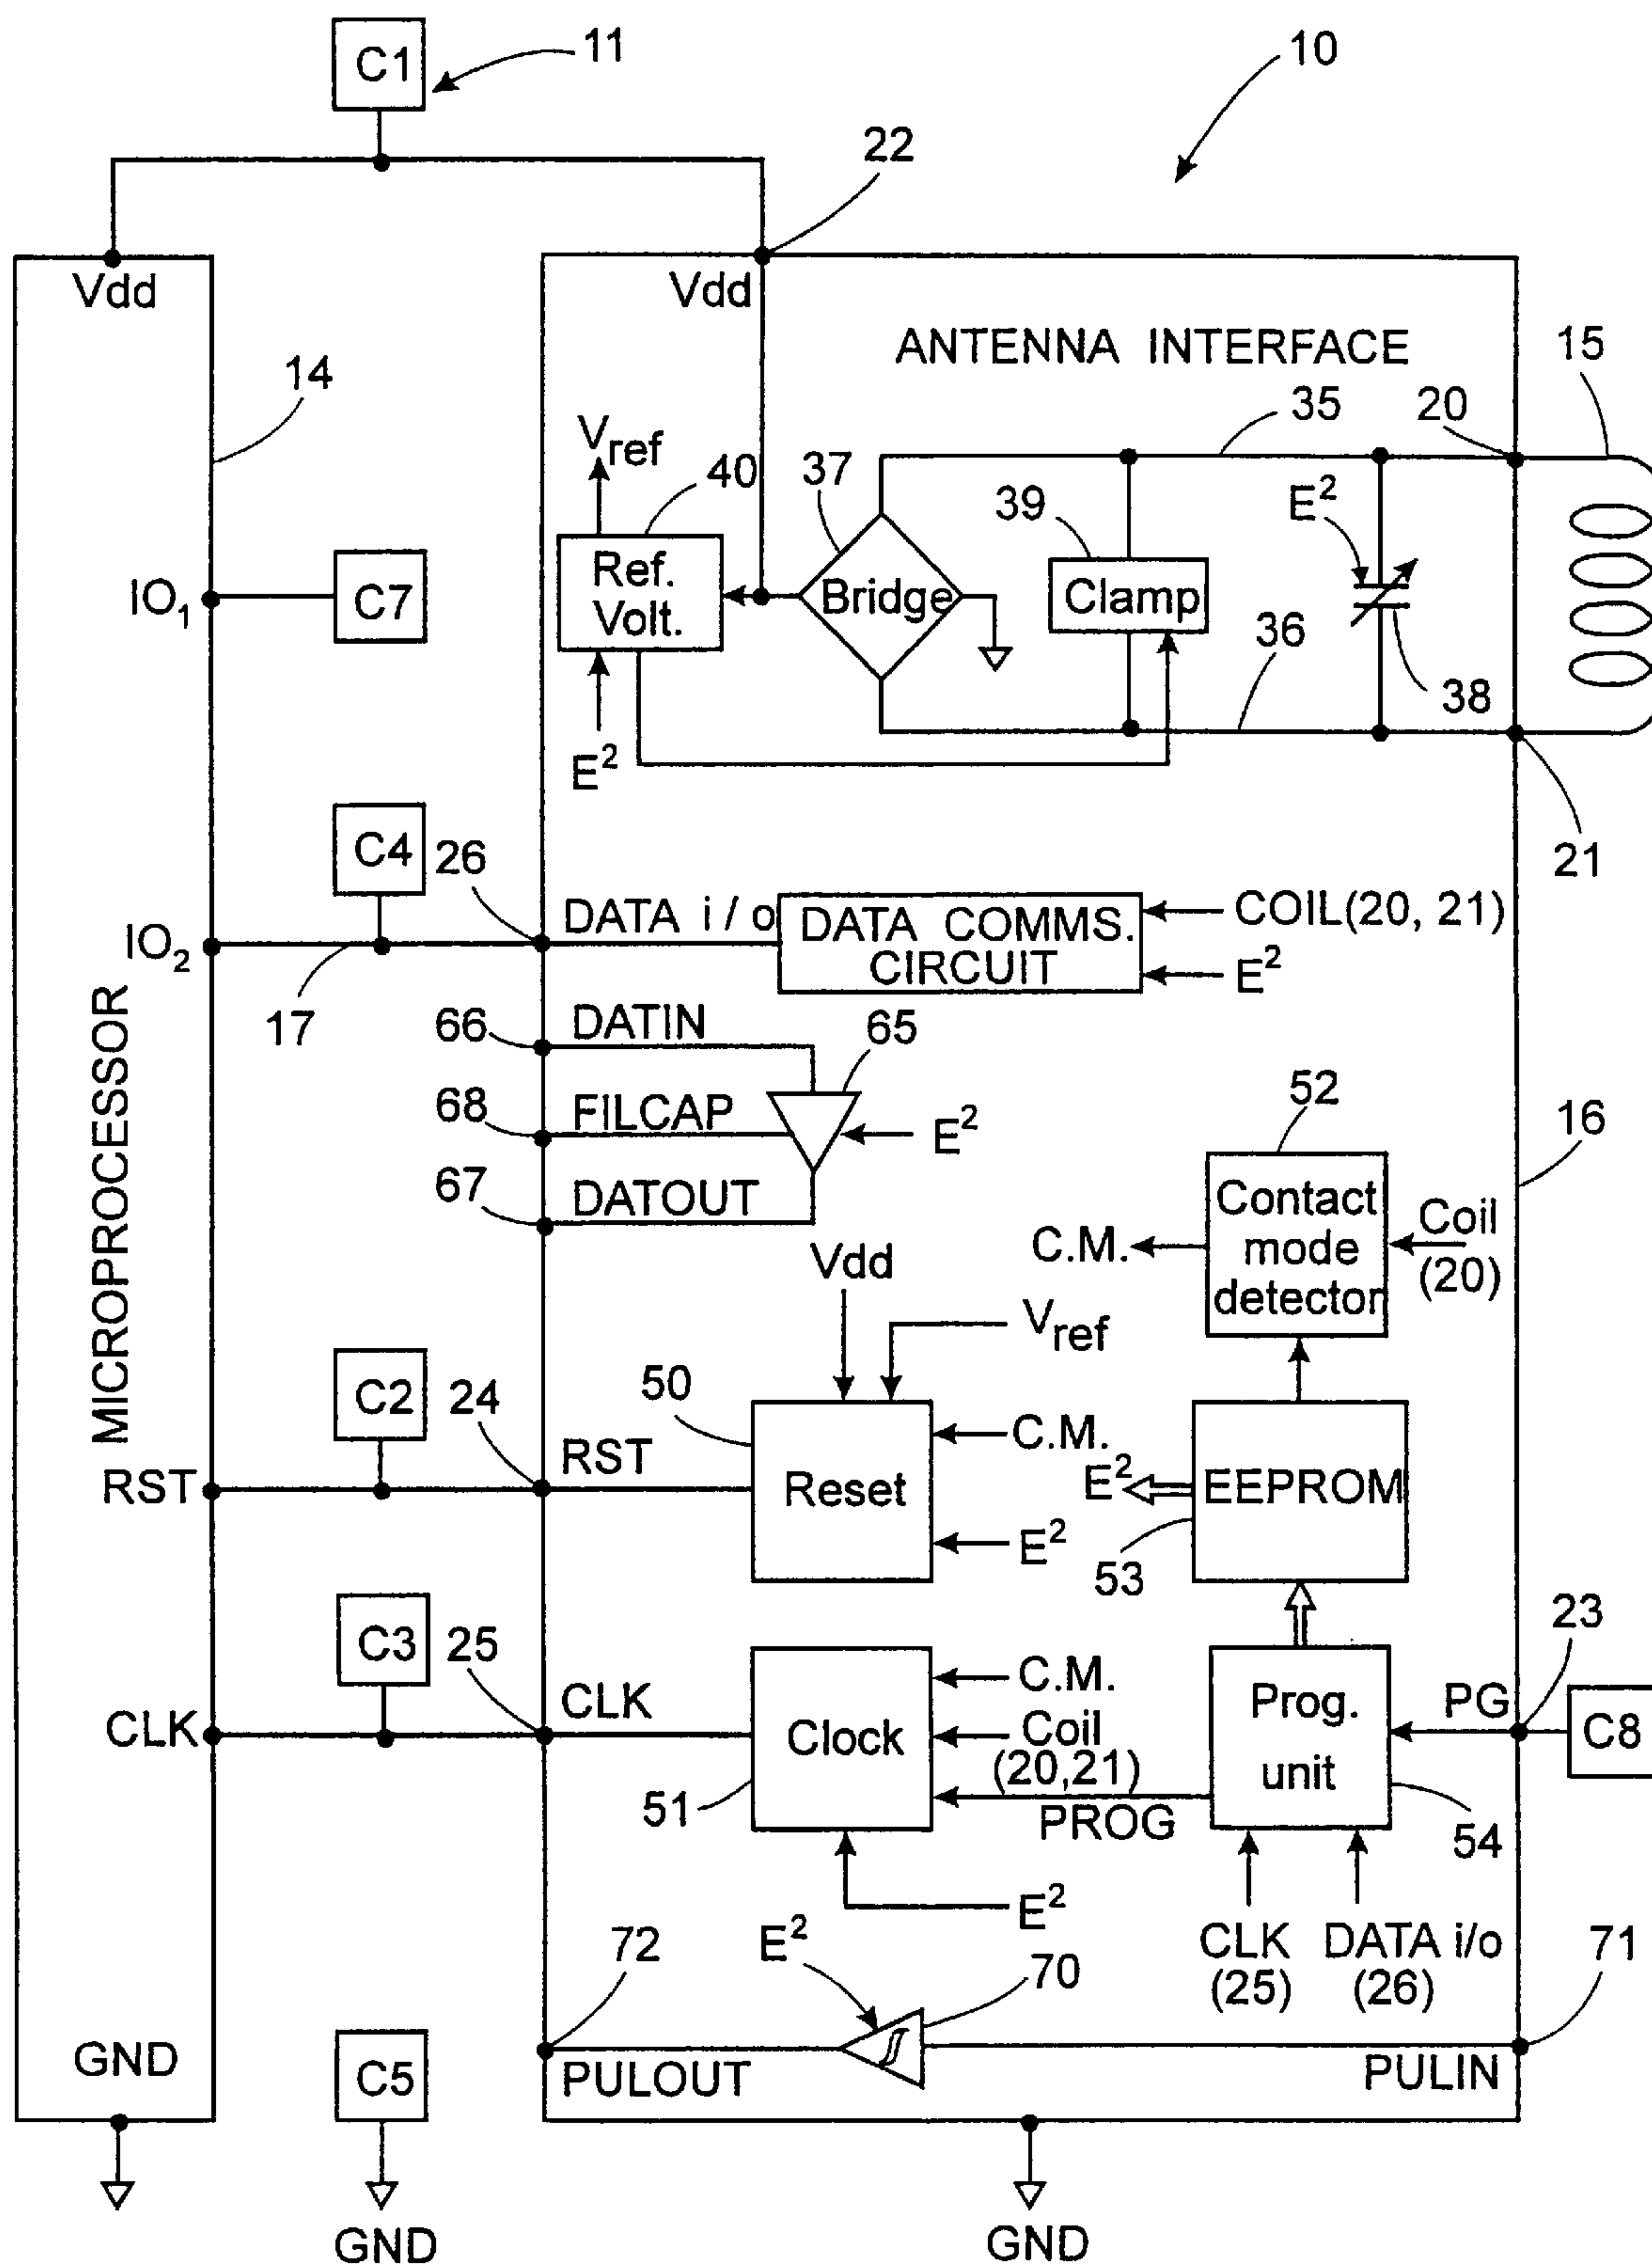 C1
11
10
22
Vdd
Vdd
ANTENNA INTERFACE
15
14
35
20
Vref
40
37
39
E²
Ref.
Volt.
Bridge
Clamp
IO₁
C7
36
38
E²
21
C4
26
DATA i / o
DATA COMMS.
CIRCUIT
COIL(20, 21)
E²
IO₂
17
MICROPROCESSOR
66
DATIN
65
68
FILCAP
E²
67
DATOUT
52
16
Contact
mode
detector
C.M.
Coil
(20)
Vdd
Vref
C2
24
50
RST
RST
Reset
C.M.
E²
E²
EEPROM
53
C3
25
23
CLK
CLK
Clock
C.M.
Coil
(20,21)
PROG
51
Prog.
unit
PG
C8
54
E²
CLK
(25)
DATA i/o
(26)
72
E²
70
71
GND
C5
PULOUT
PULIN
GND
GND